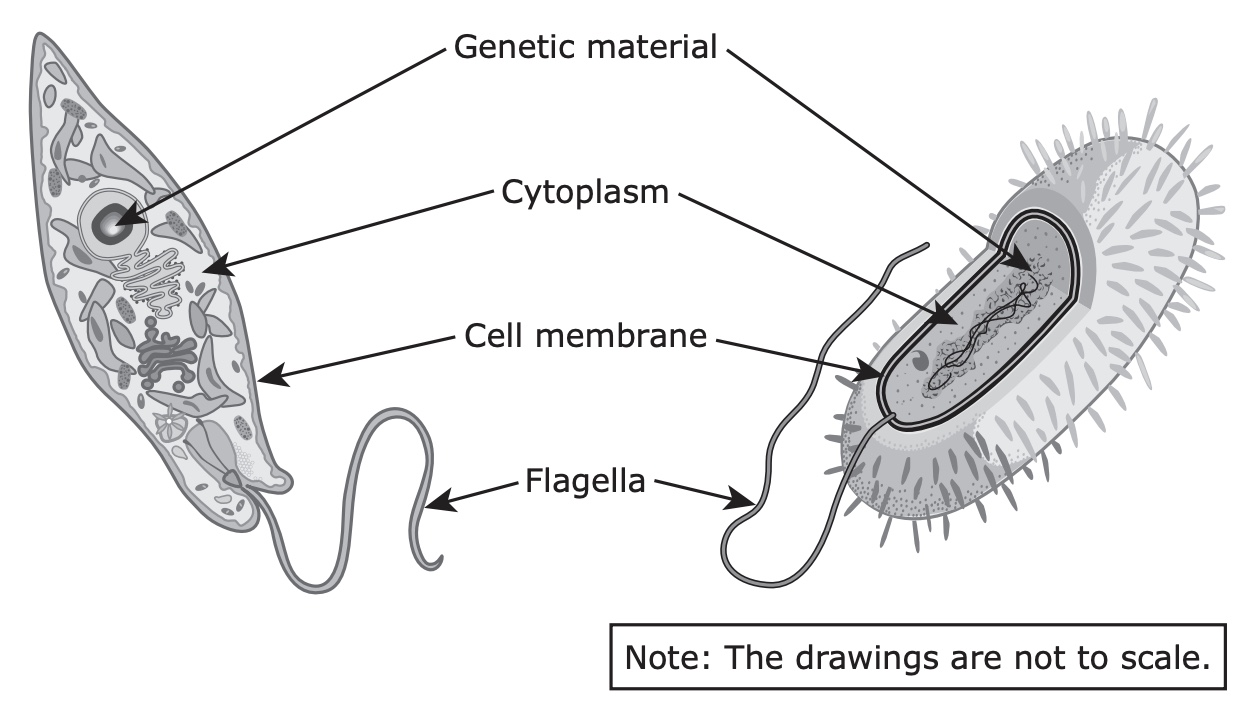 Genetic material
Cytoplasm
Cell membrane
Flagella
Note: The drawings are not to scale.